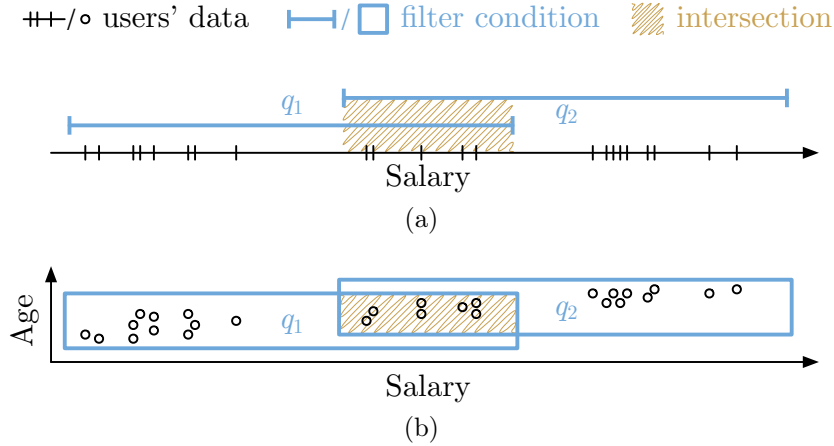 / users' data / filter condition intersection
q1 q2
Salary
(a)
Age
q1 q2
Salary
(b)